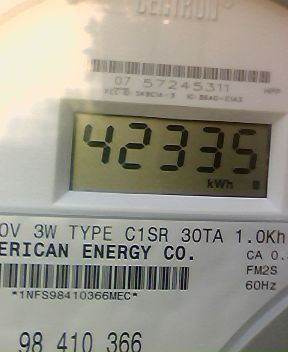 CENTRON®
07 57245311
42335
kWh
0V 3W TYPE C1SR 30TA 1.0Kh
ERICAN ENERGY CO.
CA 0.
FM2S
*1NFS98410366MEC*
60Hz
98 410 366